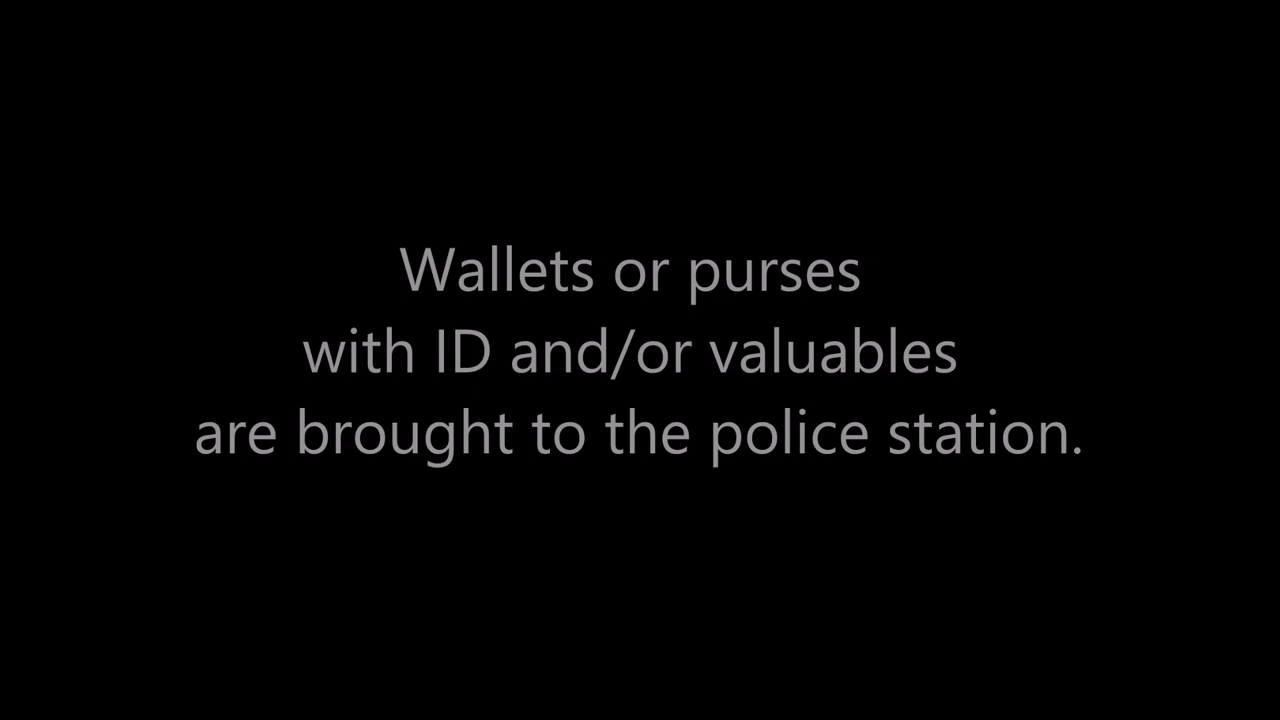 Wallets or purses
with ID and/or valuables
are brought to the police station.